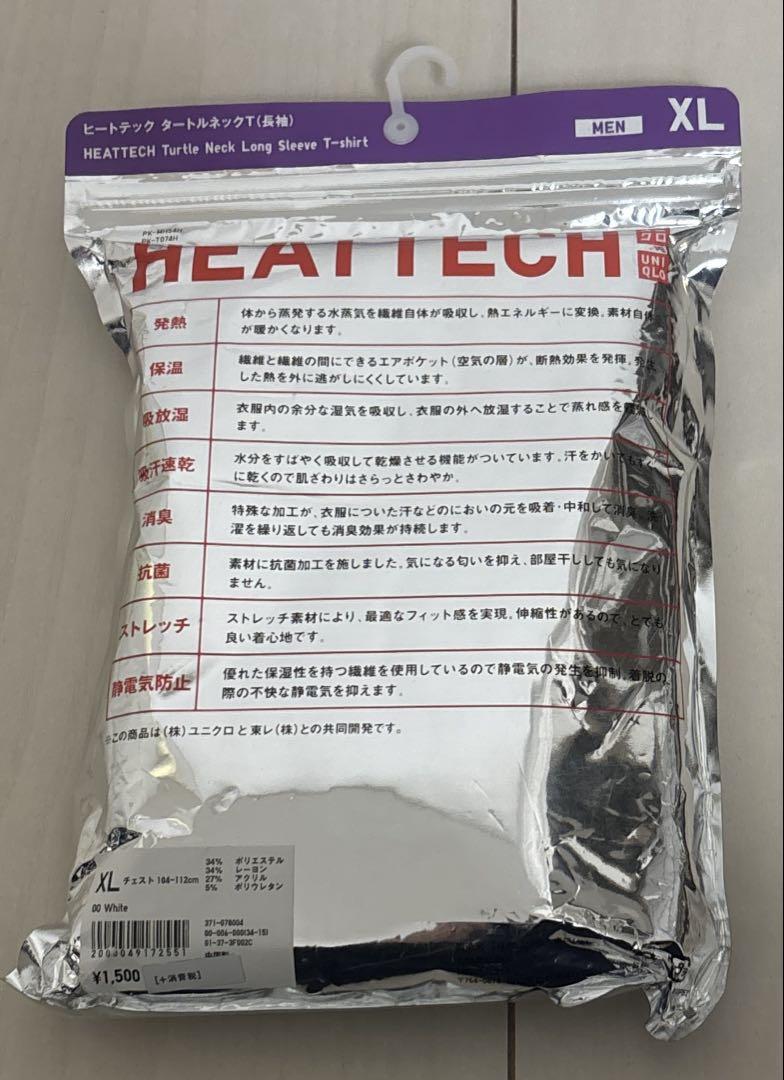 ヒートテック タートルネックT(長袖)
HEATTECH Turtle Neck Long Sleeve T-shirt
MEN
XL
PK-T074H
HEATTECH
UNI
QLO
発熱
体から蒸発する水蒸気を繊維自体が吸収し、熱エネルギーに変換。素材自体
が暖かくなります。
保温
繊維と繊維の間にできるエアポケット(空気の層)が、断熱効果を発揮。発生
した熱を外に逃がしにくくしています。
吸放湿
衣服内の余分な湿気を吸収し、衣服の外へ放湿することで蒸れ感を
ます。
吸汗速乾
水分をすばやく吸収して乾燥させる機能がついています。汗をかいても
に乾くので肌ざわりはさらっとさわやか。
消臭
特殊な加工が、衣服についた汗などのにおいの元を吸着・中和して消臭。
濯を繰り返しても消臭効果が持続します。
抗菌
素材に抗菌加工を施しました。気になる匂いを抑え、部屋干ししても気になり
ません。
ストレッチ
ストレッチ素材により、最適なフィット感を実現。伸縮性があるので、とても
良い着心地です。
静電気防止
優れた保湿性を持つ繊維を使用しているので静電気の発生を抑制。着脱の
際の不快な静電気を抑えます。
※この商品は(株)ユニクロと東レ(株)との共同開発です。
XL チェスト 104-112cm
34% ポリエステル
34% レーヨン
27% アクリル
5% ポリウレタン
00 White
371-078004
00-006-000(34-15)
01-37-3F002C
2000049172551
¥1,500 [+消費税]